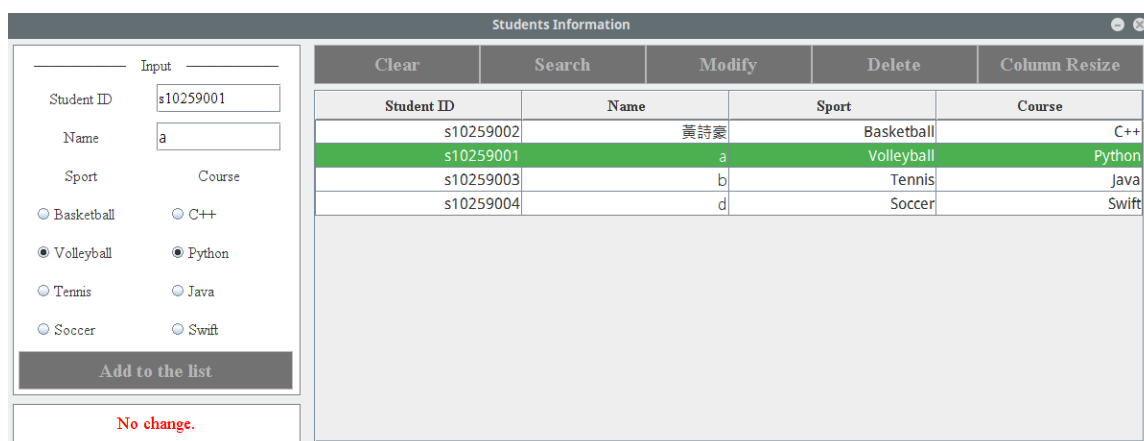 Students Information
Input
Student ID s10259001
Name a
Sport Course
Basketball C++
Volleyball Python
Tennis Java
Soccer Swift
Add to the list
No change.
Clear Search Modify Delete Column Resize
Student ID Name Sport Course
s10259002 黃詩豪 Basketball C++
s10259001 a Volleyball Python
s10259003 b Tennis Java
s10259004 d Soccer Swift